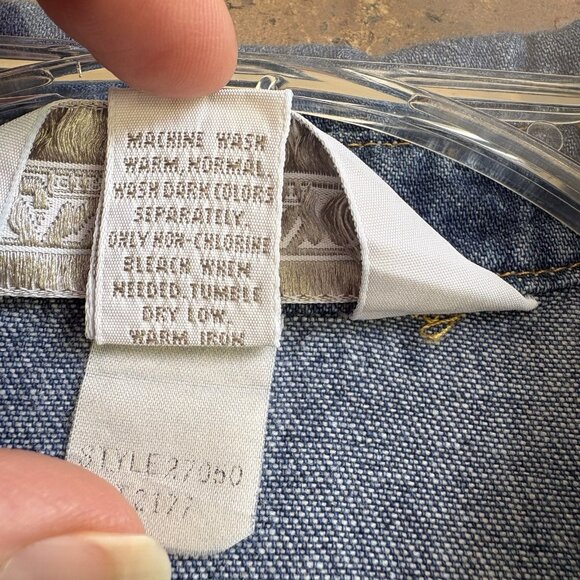 MACHINE WASH
WARM, NORMAL,
WASH DARK COLORS
SEPARATELY.
ONLY NON-CHLORINE
BLEACH WHEN
NEEDED. TUMBLE
DRY LOW,
WARM IRON
STYLE 27050
C177